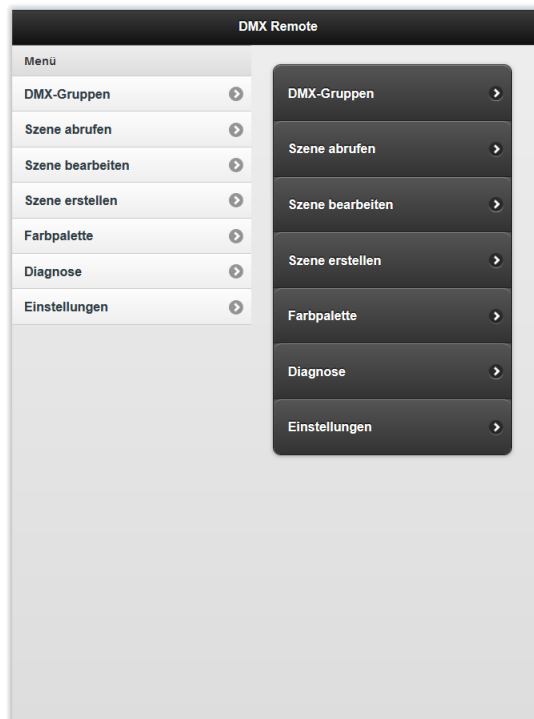 DMX Remote
Menü
DMX-Gruppen
Szene abrufen
Szene bearbeiten
Szene erstellen
Farbpalette
Diagnose
Einstellungen
DMX-Gruppen
Szene abrufen
Szene bearbeiten
Szene erstellen
Farbpalette
Diagnose
Einstellungen